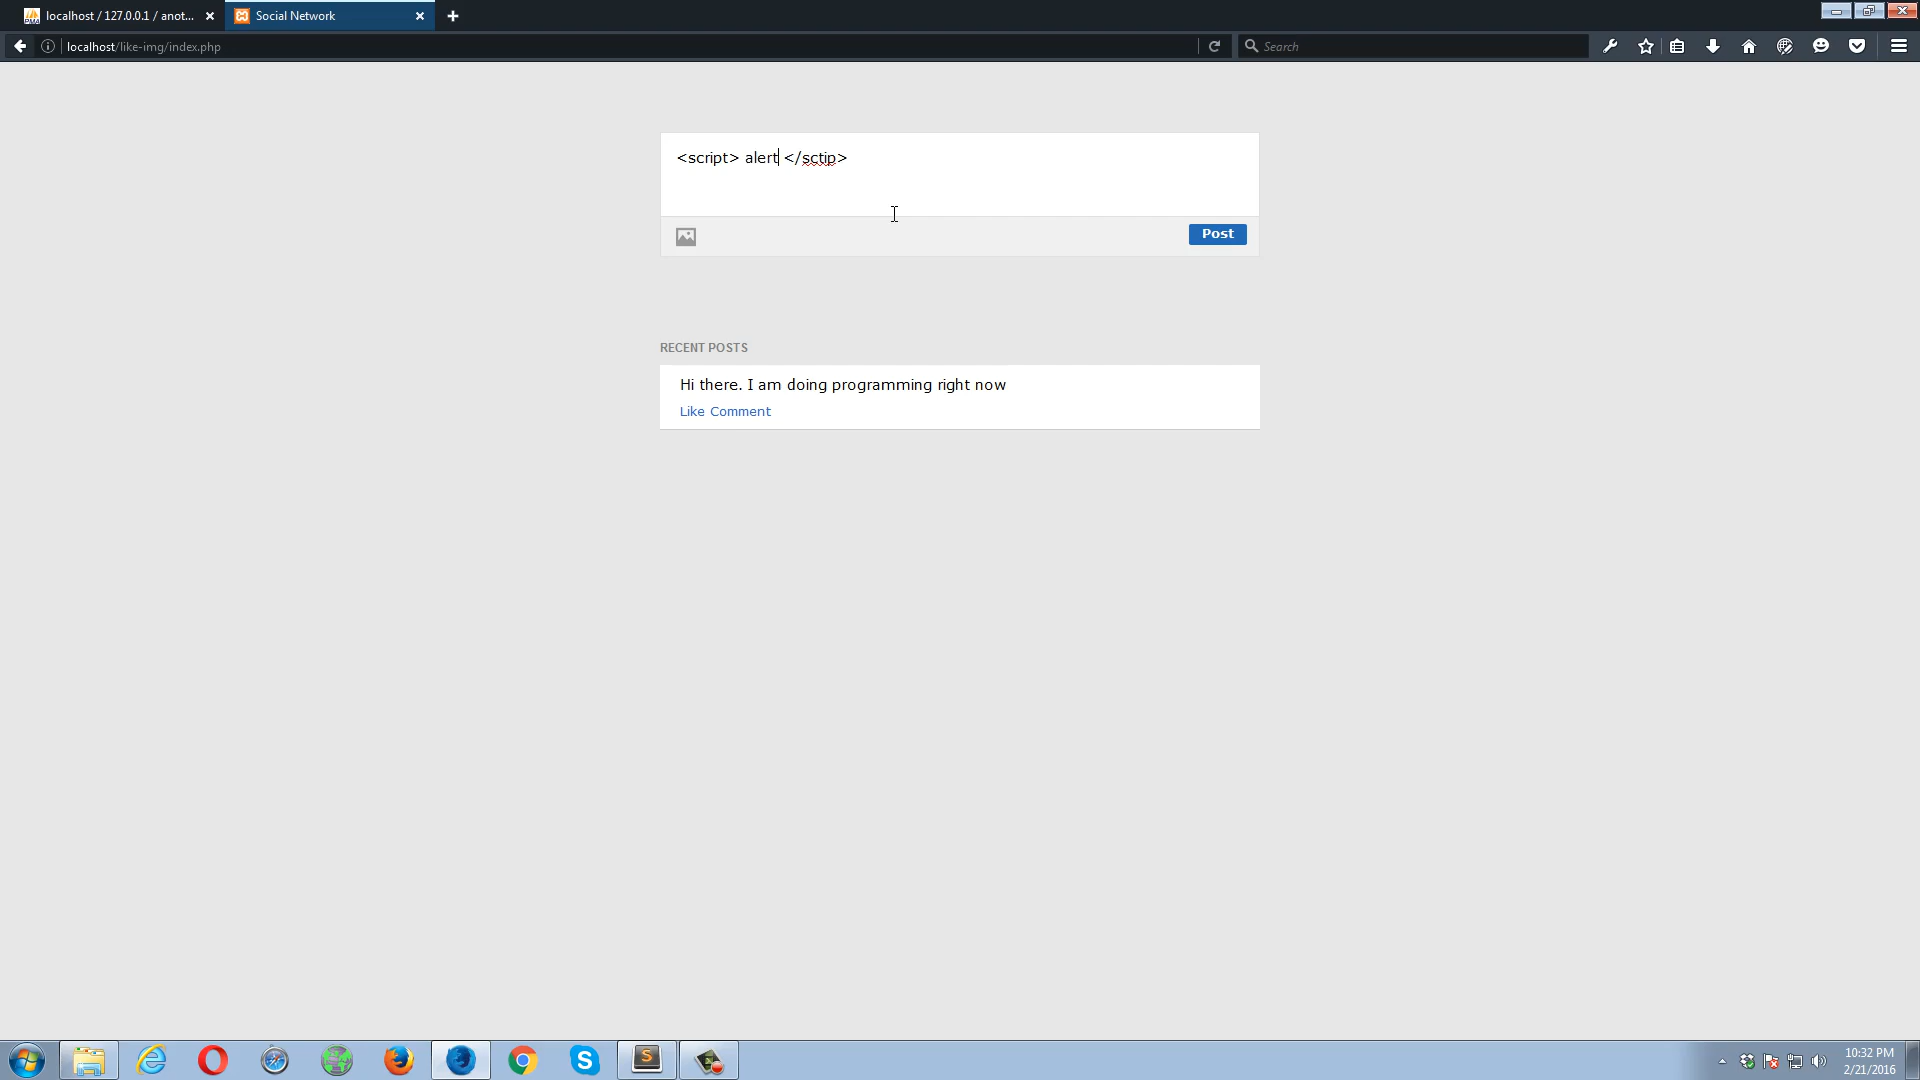 localhost / 127.0.0.1 / anot...
Social Network
localhost/like-img/index.php
Search
<script> alert </sctip>
Post
RECENT POSTS
Hi there. I am doing programming right now
Like Comment
10:32 PM
2/21/2016